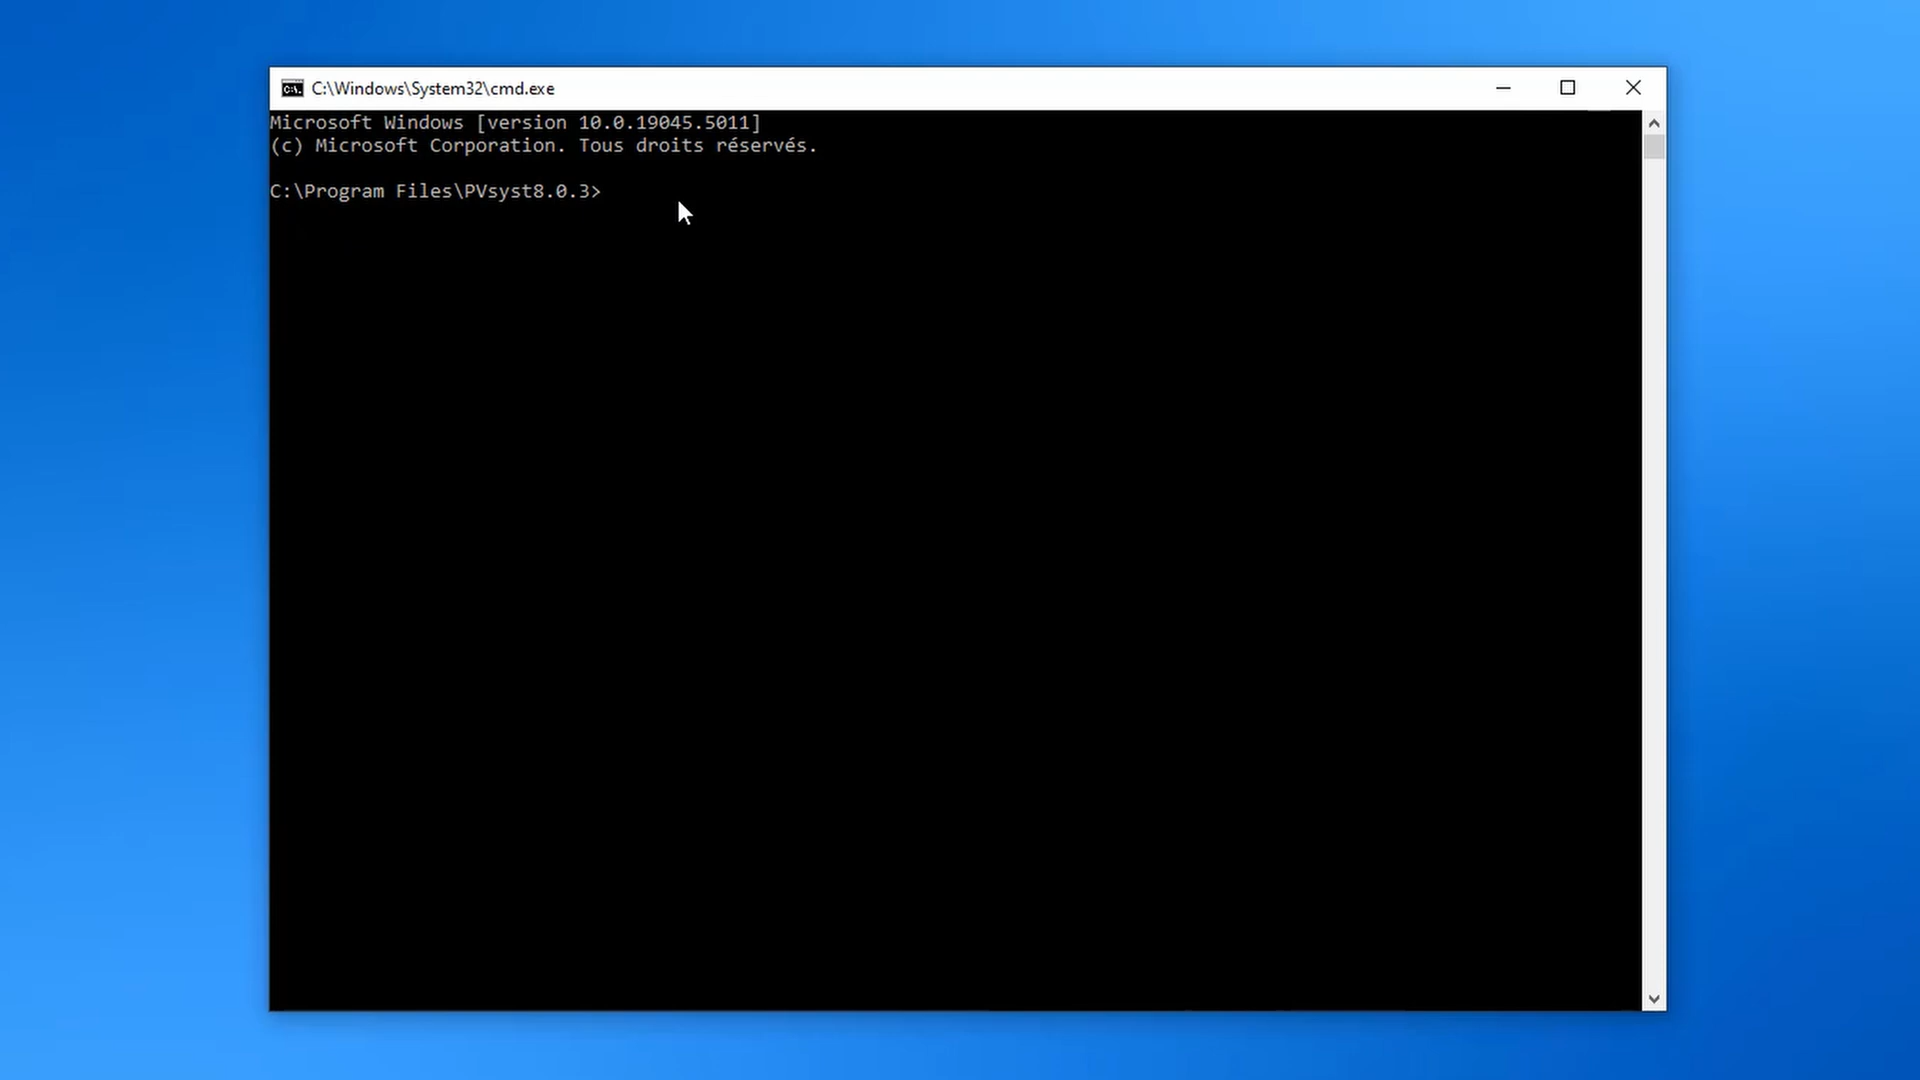 C:\Windows\System32\cmd.exe
Microsoft Windows [version 10.0.19045.5011]
(c) Microsoft Corporation. Tous droits réservés.
C:\Program Files\PVsyst8.0.3>